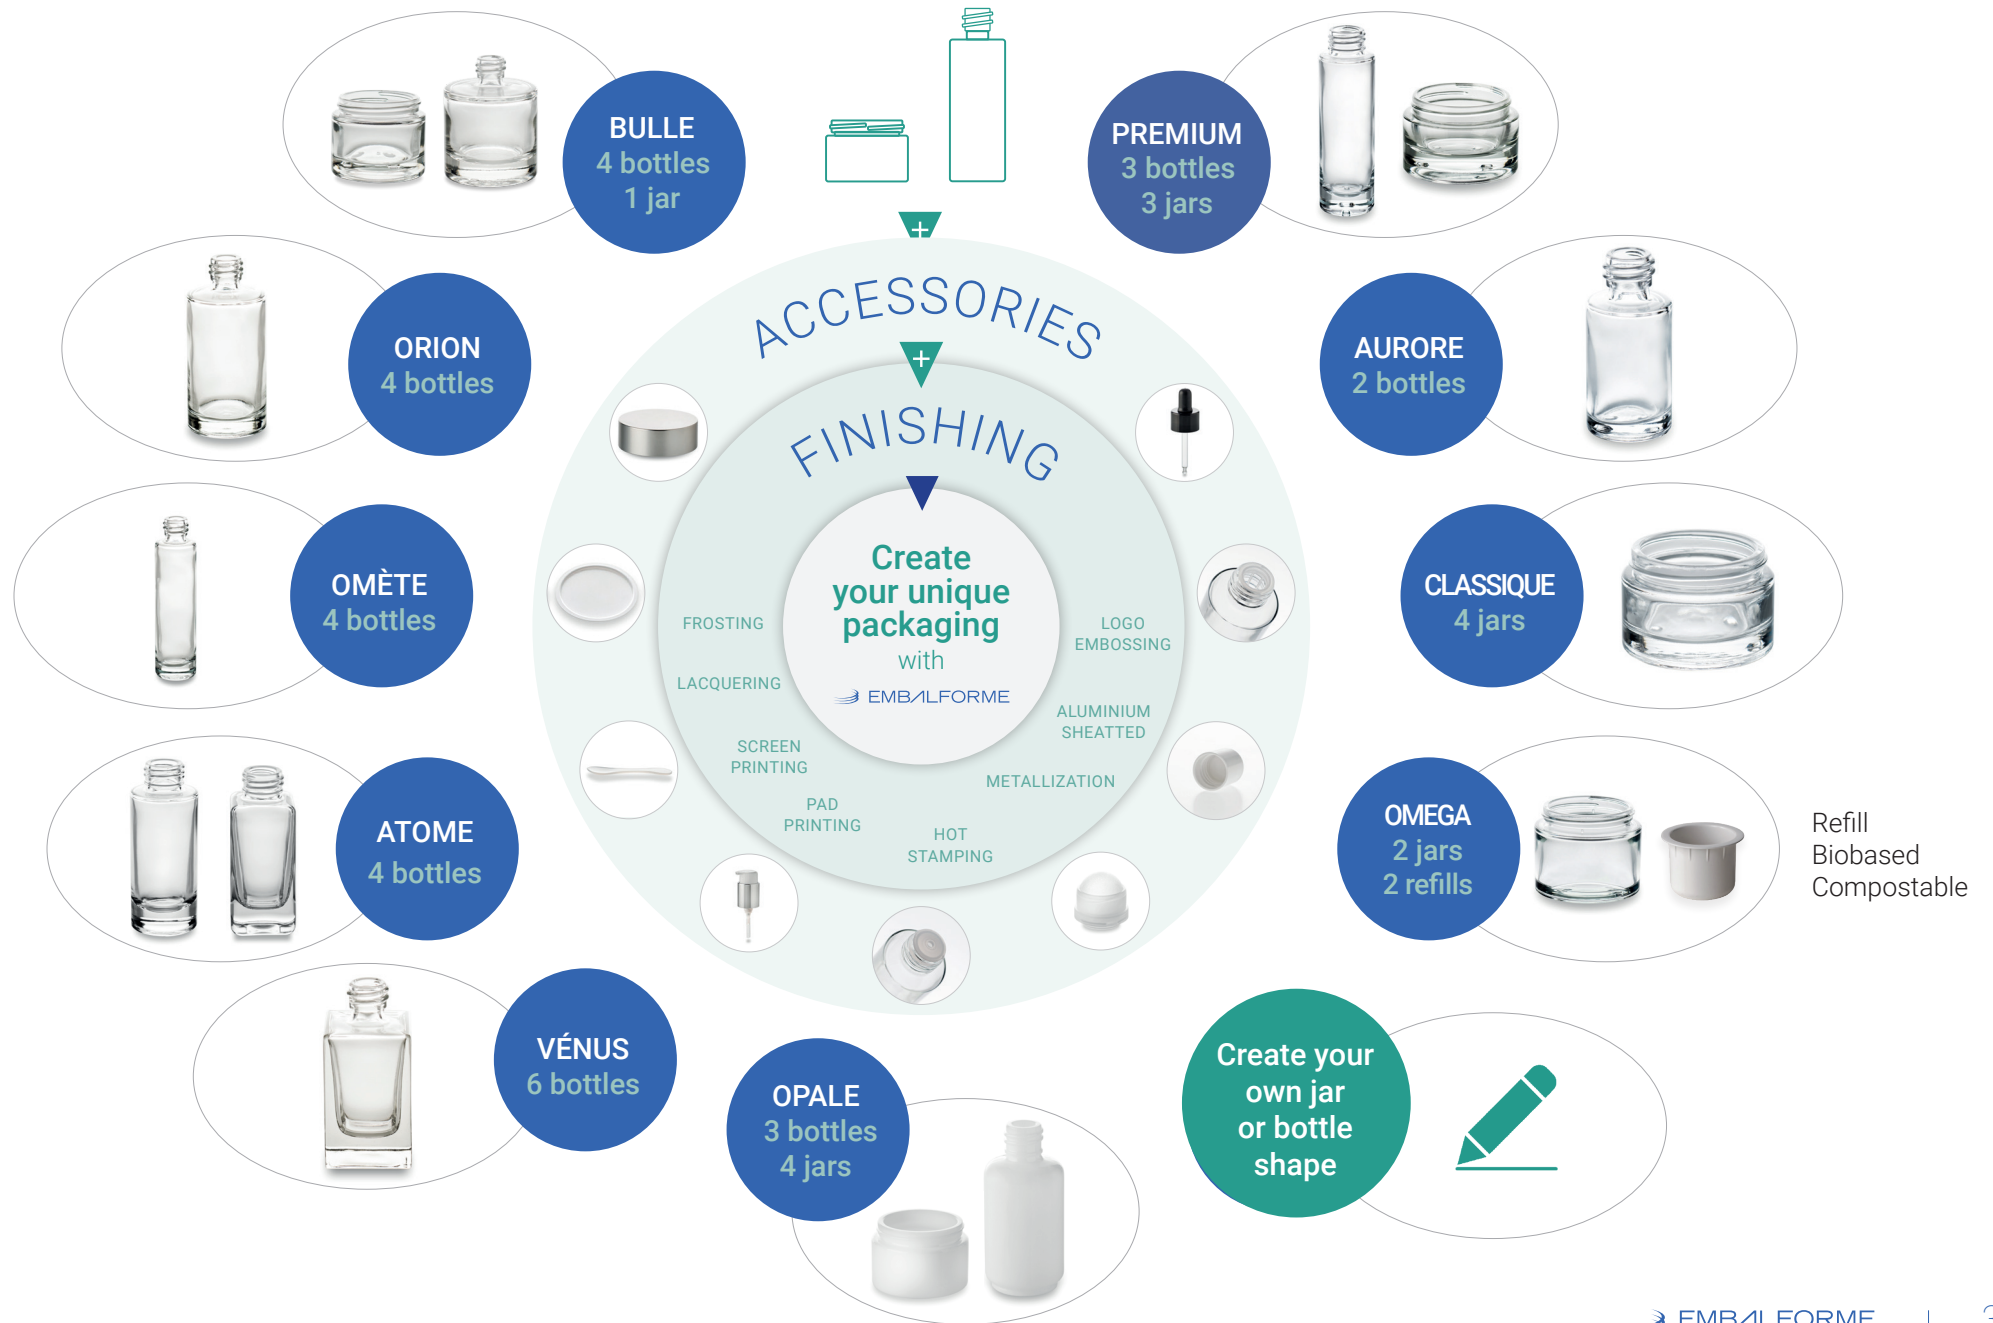 BULLE
4 bottles
1 jar
PREMIUM
3 bottles
3 jars
ORION
4 bottles
AURORE
2 bottles
OMÈTE
4 bottles
CLASSIQUE
4 jars
ATOME
4 bottles
OMEGA
2 jars
2 refills
Refill
Biobased
Compostable
VÉNUS
6 bottles
OPALE
3 bottles
4 jars
Create your
own jar
or bottle
shape
+
ACCESSORIES
+
FINISHING
Create
your unique
packaging
with
EMBALFORME
FROSTING
LACQUERING
SCREEN
PRINTING
PAD
PRINTING
HOT
STAMPING
METALLIZATION
ALUMINIUM
SHEATTED
LOGO
EMBOSSING
EMBALFORME |